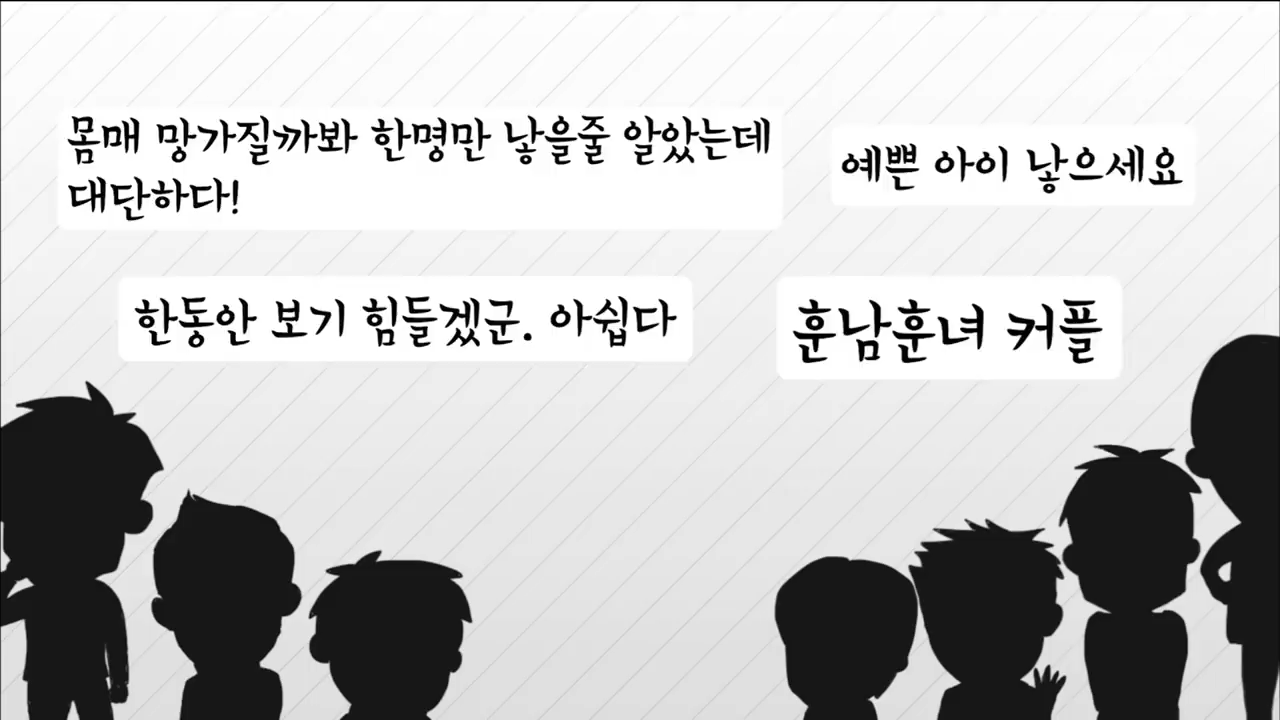 몸매 망가질까봐 한명만 낳을줄 알았는데
대단하다!
예쁜 아이 낳으세요
한동안 보기 힘들겠군. 아쉽다
훈남훈녀 커플